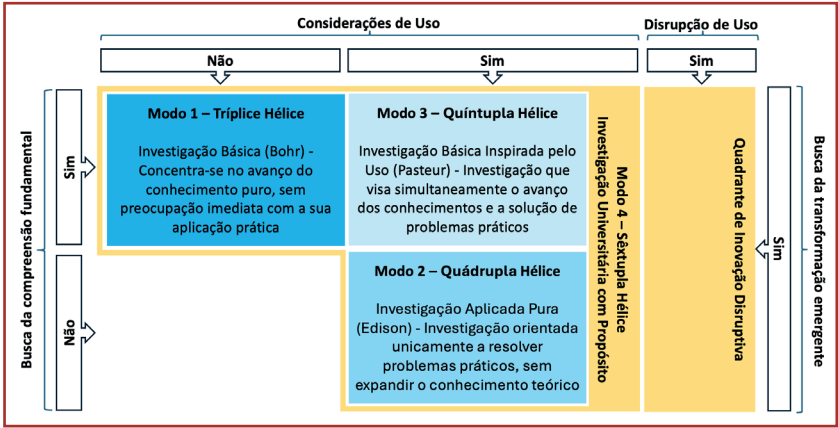 Considerações de Uso
Disrupção de Uso
Não
Sim
Sim
Busca da compreensão fundamental
Sim
Não
Modo 1 – Tríplice Hélice
Investigação Básica (Bohr) -
Concentra-se no avanço do
conhecimento puro, sem
preocupação imediata com a sua
aplicação prática
Modo 3 – Quíntupla Hélice
Investigação Básica Inspirada pelo
Uso (Pasteur) - Investigação que
visa simultaneamente o avanço
dos conhecimentos e a solução de
problemas práticos
Modo 2 – Quádrupla Hélice
Investigação Aplicada Pura
(Edison) - Investigação orientada
unicamente a resolver
problemas práticos, sem
expandir o conhecimento teórico
Modo 4 – Sêxtupla Hélice
Investigação Universitária com Propósito
Quadrante de Inovação Disruptiva
Sim
Busca da transformação emergente